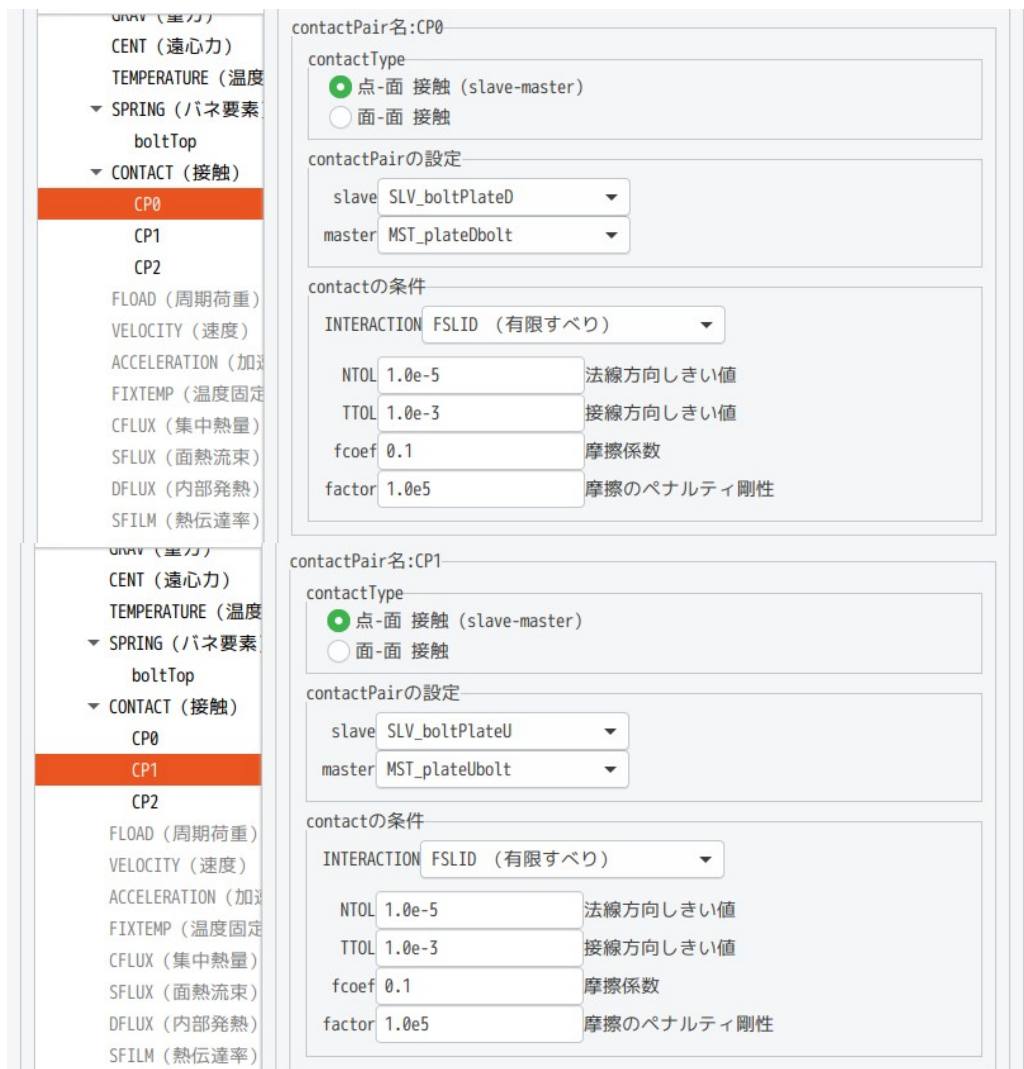 CENT (遠心力)
TEMPERATURE (温度
SPRING (バネ要素
boltTop
CONTACT (接触)
CP0
CP1
CP2
FLOAD (周期荷重)
VELOCITY (速度)
ACCELERATION (加速
FIXTEMP (温度固定
CFLUX (集中熱量)
SFLUX (面熱流束)
DFLUX (内部発熱)
SFILM (熱伝達率)
contactPair名:CP0
contactType
点-面 接触 (slave-master)
面-面 接触
contactPairの設定
slave SLV_boltPlateD
master MST_plateDbolt
contactの条件
INTERACTION FSLID (有限すべり)
NTOL 1.0e-5 法線方向しきい値
TTOL 1.0e-3 接線方向しきい値
fcoef 0.1 摩擦係数
factor 1.0e5 摩擦のペナルティ剛性
CENT (遠心力)
TEMPERATURE (温度
SPRING (バネ要素
boltTop
CONTACT (接触)
CP0
CP1
CP2
FLOAD (周期荷重)
VELOCITY (速度)
ACCELERATION (加速
FIXTEMP (温度固定
CFLUX (集中熱量)
SFLUX (面熱流束)
DFLUX (内部発熱)
SFILM (熱伝達率)
contactPair名:CP1
contactType
点-面 接触 (slave-master)
面-面 接触
contactPairの設定
slave SLV_boltPlateU
master MST_plateUbolt
contactの条件
INTERACTION FSLID (有限すべり)
NTOL 1.0e-5 法線方向しきい値
TTOL 1.0e-3 接線方向しきい値
fcoef 0.1 摩擦係数
factor 1.0e5 摩擦のペナルティ剛性